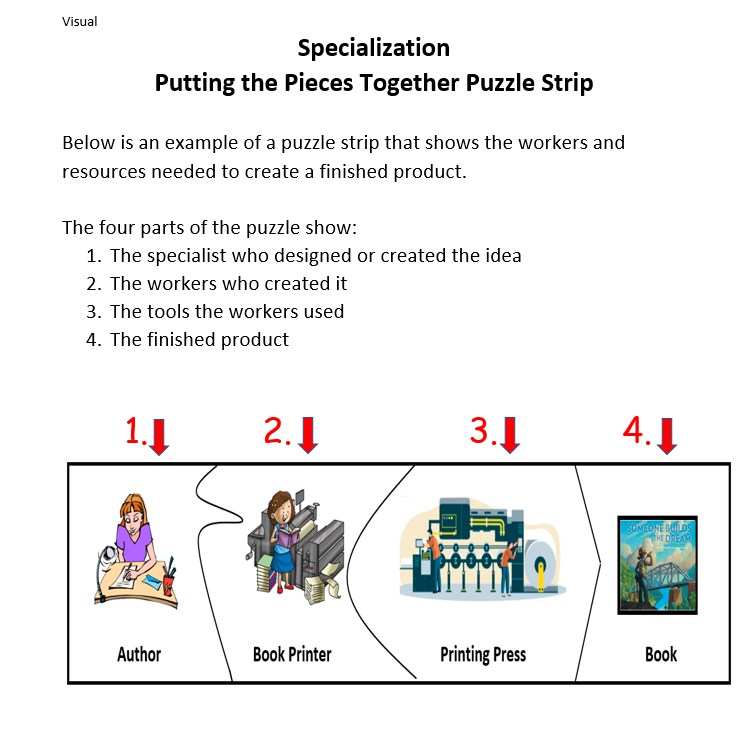 Visual
Specialization
Putting the Pieces Together Puzzle Strip
Below is an example of a puzzle strip that shows the workers and
resources needed to create a finished product.
The four parts of the puzzle show:
1. The specialist who designed or created the idea
2. The workers who created it
3. The tools the workers used
4. The finished product
1. 2. 3. 4.
SOMEONE BUILDS
THE DREAM
Author Book Printer Printing Press Book